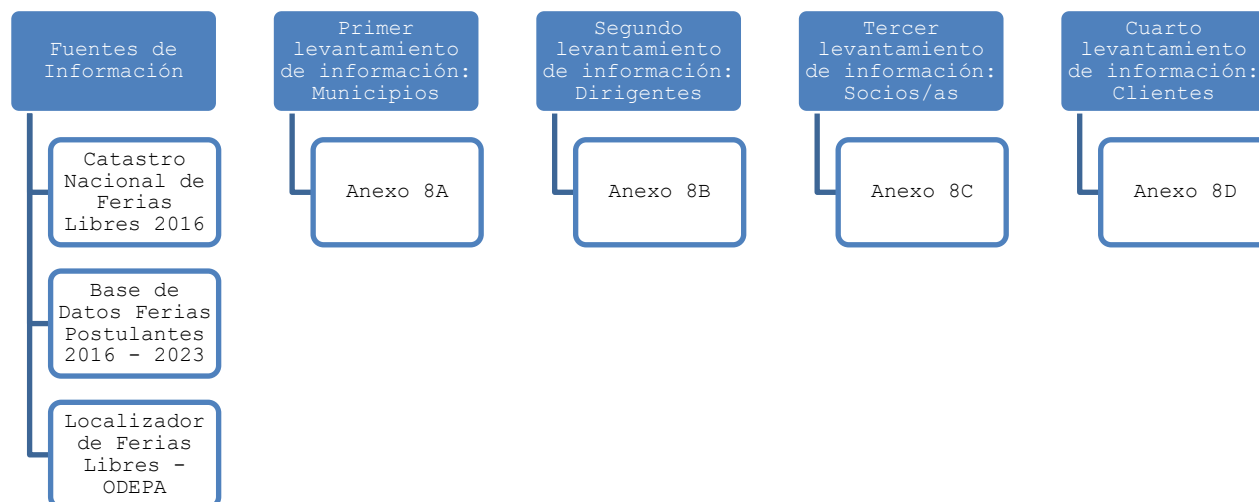 Fuentes de
Información
Catastro
Nacional de
Ferias
Libres 2016
Base de
Datos Ferias
Postulantes
2016 - 2023
Localizador
de Ferias
Libres -
ODEPA
Primer
levantamiento
de información:
Municipios
Anexo 8A
Segundo
levantamiento
de información:
Dirigentes
Anexo 8B
Tercer
levantamiento
de información:
Socios/as
Anexo 8C
Cuarto
levantamiento
de información:
Clientes
Anexo 8D